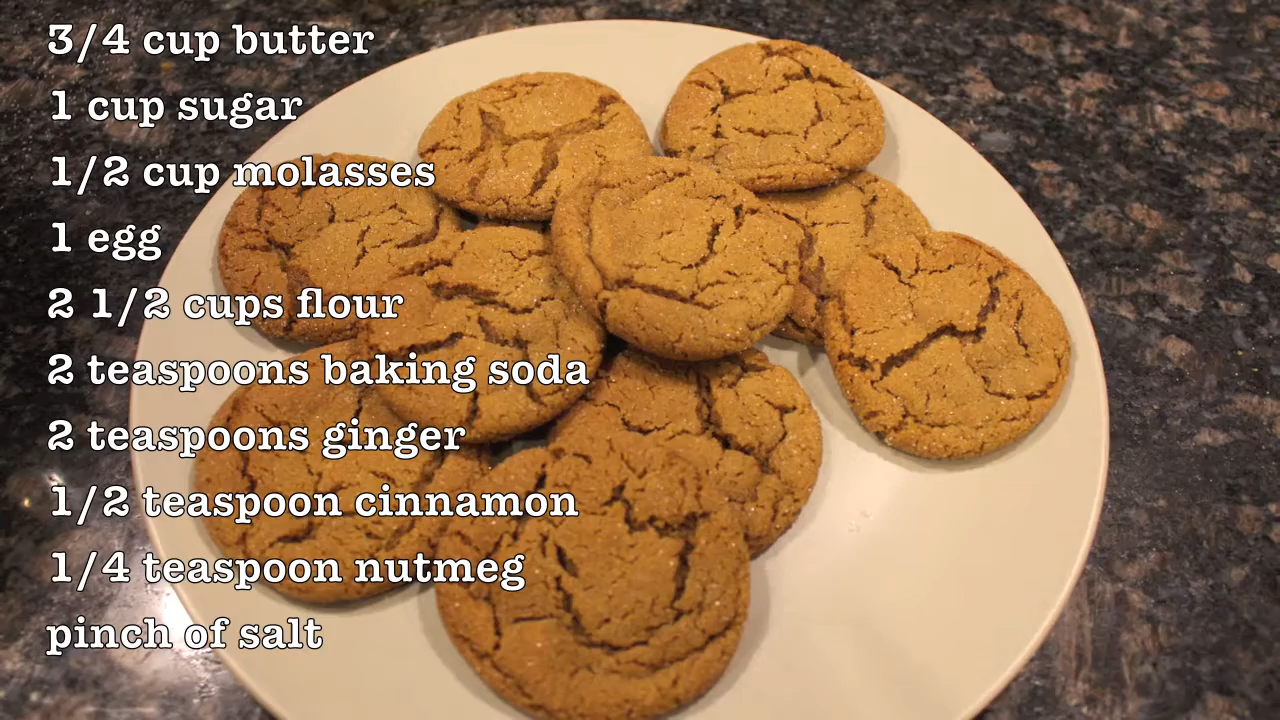 3/4 cup butter
1 cup sugar
1/2 cup molasses
1 egg
2 1/2 cups flour
2 teaspoons baking soda
2 teaspoons ginger
1/2 teaspoon cinnamon
1/4 teaspoon nutmeg
pinch of salt